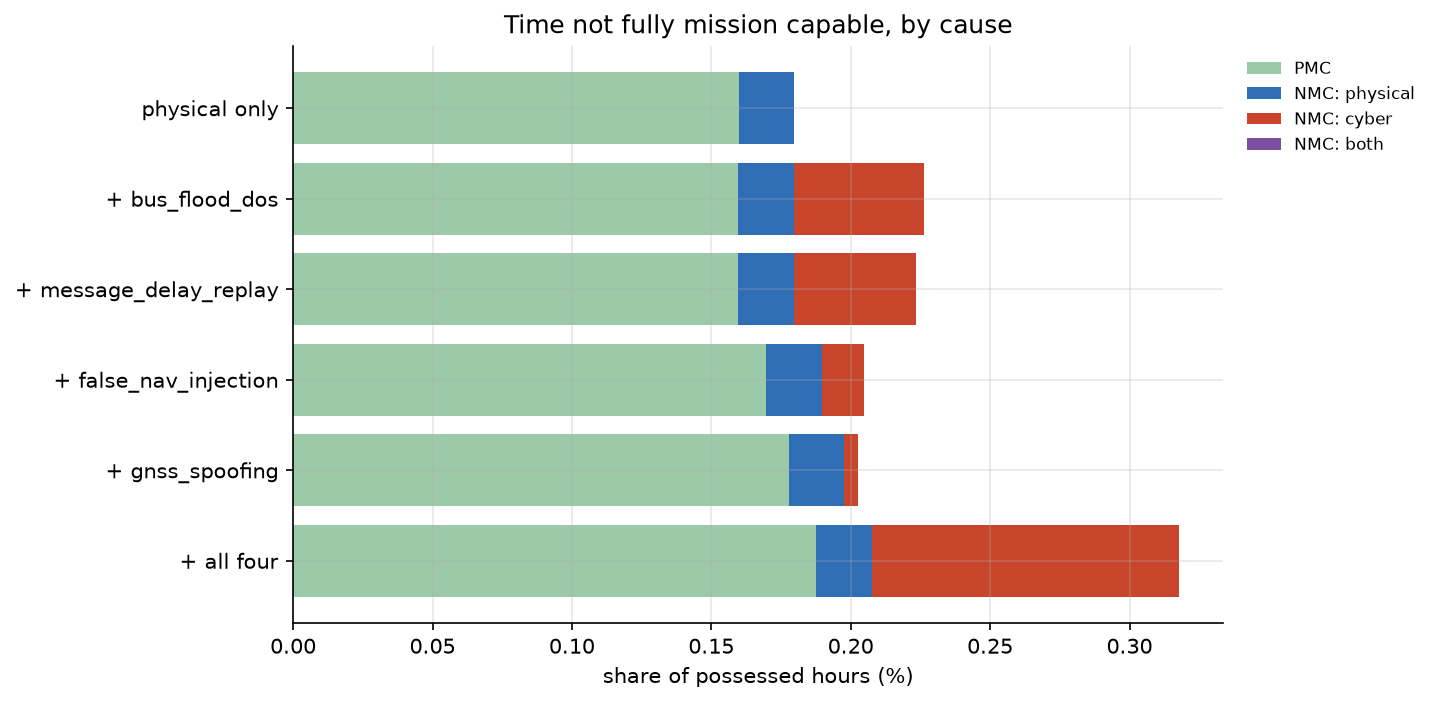 Time not fully mission capable, by cause
PMC
NMC: physical
NMC: cyber
NMC: both
physical only
+ bus_flood_dos
+ message_delay_replay
+ false_nav_injection
+ gnss_spoofing
+ all four
0.00 0.05 0.10 0.15 0.20 0.25 0.30
share of possessed hours (%)